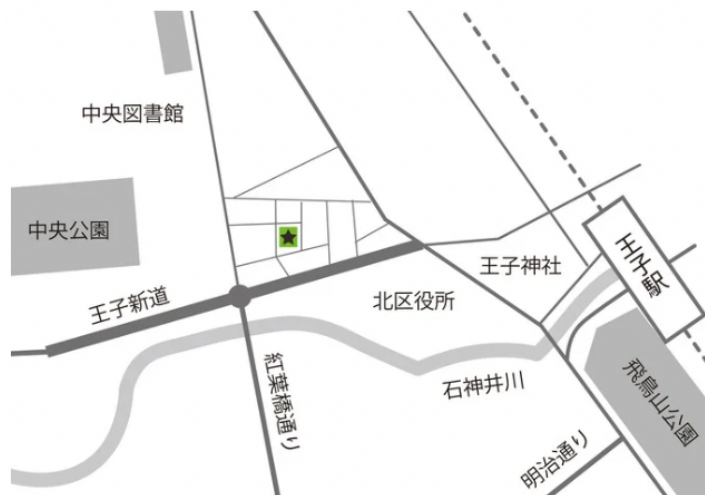 中央図書館
中央公園
王子新道
北区役所
王子神社
王子駅
紅葉橋通り
石神井川
飛鳥山公園
明治通り